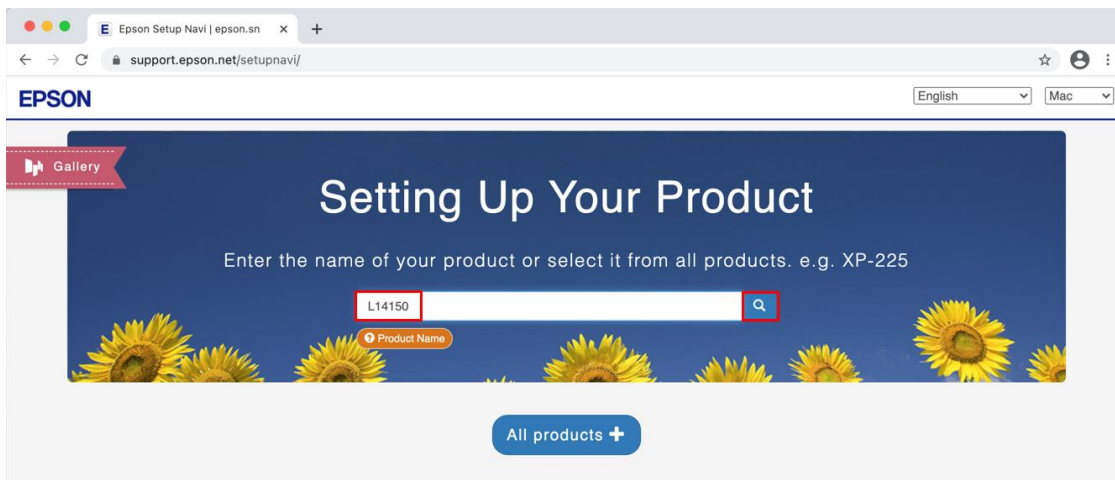 Epson Setup Navi | epson.sn
support.epson.net/setupnavi/
EPSON
English
Mac
Gallery
Setting Up Your Product
Enter the name of your product or select it from all products. e.g. XP-225
L14150
Product Name
All products